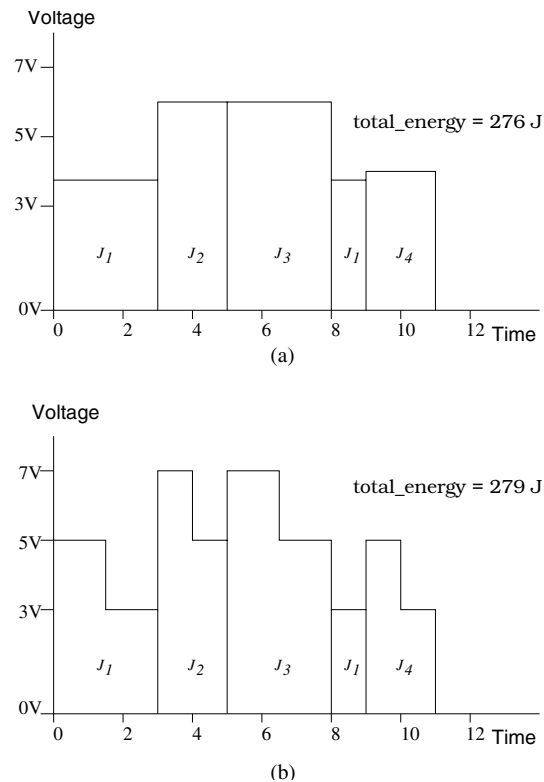 Voltage
7V
total_energy = 276 J
5V
3V
J1 J2 J3 J1 J4
0V
0 2 4 6 8 10 12 Time
(a)
Voltage
7V
total_energy = 279 J
5V
3V
J1 J2 J3 J1 J4
0V
0 2 4 6 8 10 12 Time
(b)